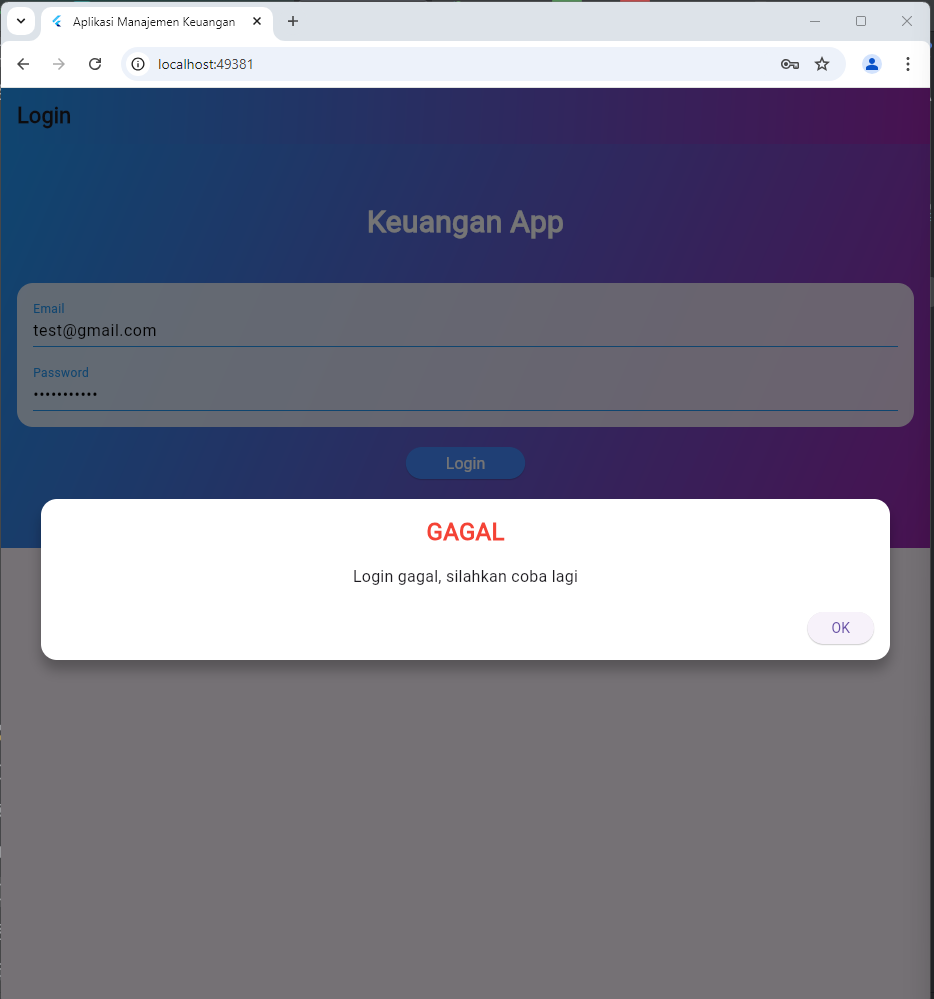 Aplikasi Manajemen Keuangan
localhost:49381
Login
Keuangan App
Email
test@gmail.com
Password
•••••••••••
Login
GAGAL
Login gagal, silahkan coba lagi
OK